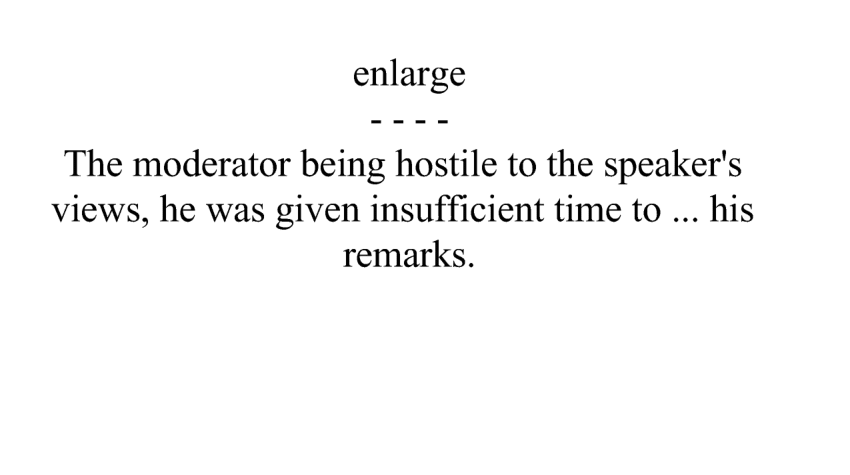 enlarge
- - - -
The moderator being hostile to the speaker's
views, he was given insufficient time to ... his
remarks.